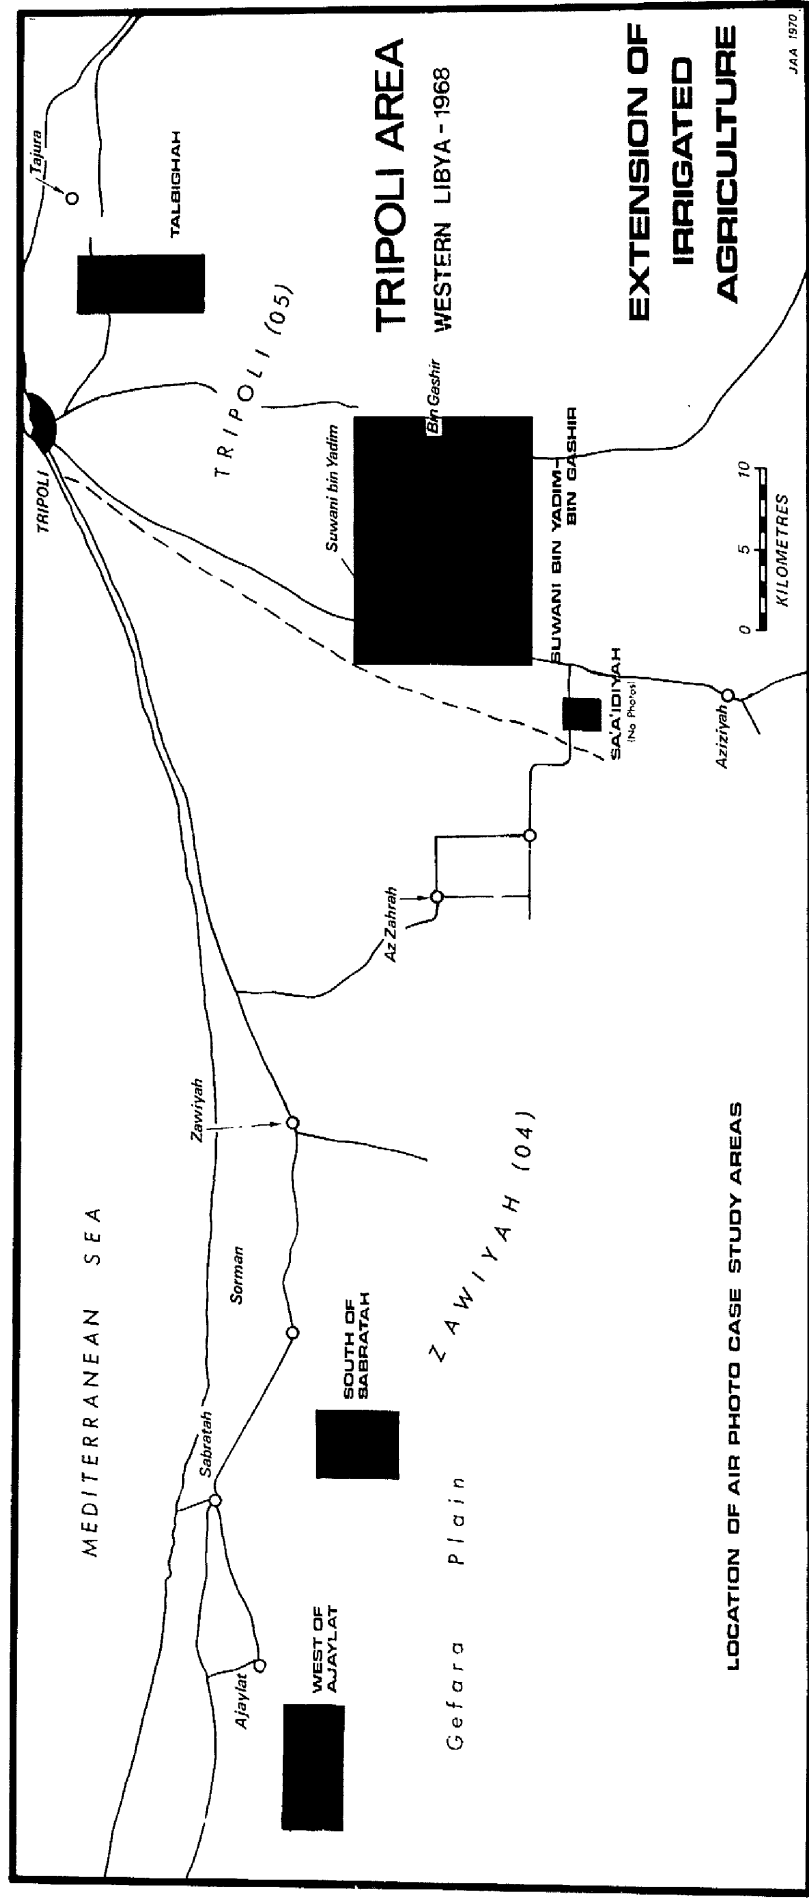 MEDITERRANEAN SEA
TRIPOLI
Tajura
TALBIGHAH
Zawiyah
Sorman
Sabratah
Ajaylat
WEST OF
AJAYLAT
SOUTH OF
SABRATAH
TRIPOLI (05)
Suwani bin Yadim
Bin Gashir
TRIPOLI AREA
WESTERN LIBYA - 1968
Az Zahrah
ZAWIYAH (04)
Gefara Plain
SUWANI BIN YADIM-
BIN GASHIR
SA'A'IDIYAH
(No Photos)
Aziziyah
EXTENSION OF
IRRIGATED
AGRICULTURE
0 5 10
KILOMETRES
LOCATION OF AIR PHOTO CASE STUDY AREAS
JAA 1970